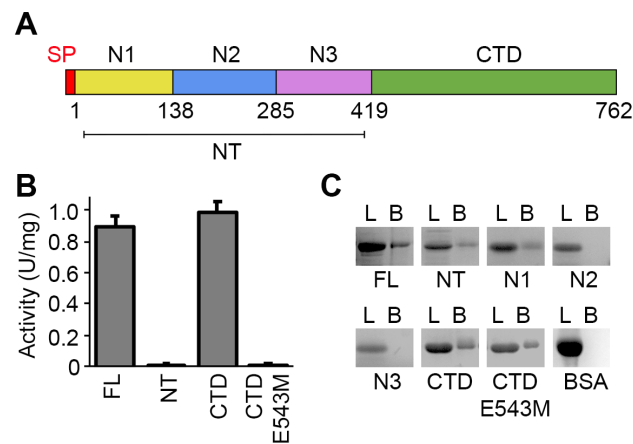 A
SP N1 N2 N3 CTD
1 138 285 419 762
NT
B
Activity (U/mg)
1.0
0.8
0.6
0.4
0.2
0
FL NT CTD CTD E543M
C
L B L B L B L B
FL NT N1 N2
L B L B L B L B
N3 CTD CTD BSA
E543M